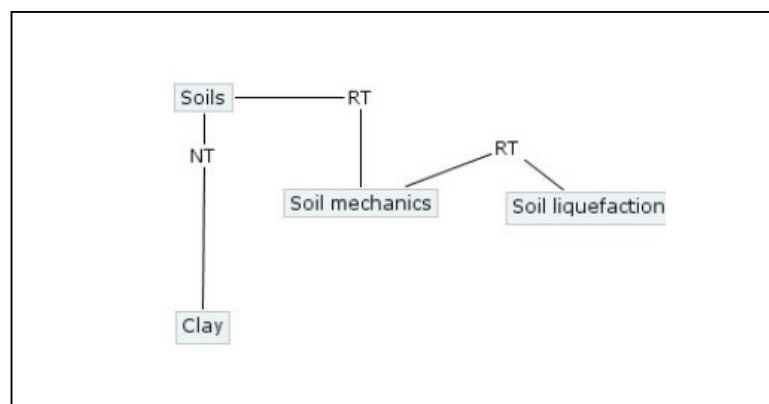 Soils
RT
NT
RT
Soil mechanics
Soil liquefaction
Clay